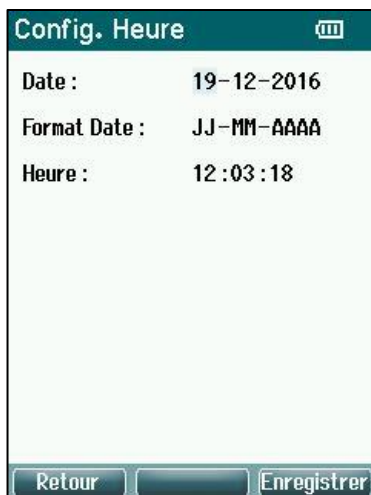 Config. Heure
Date : 19-12-2016
Format Date : JJ-MM-AAAA
Heure : 12:03:18
Retour Enregistrer